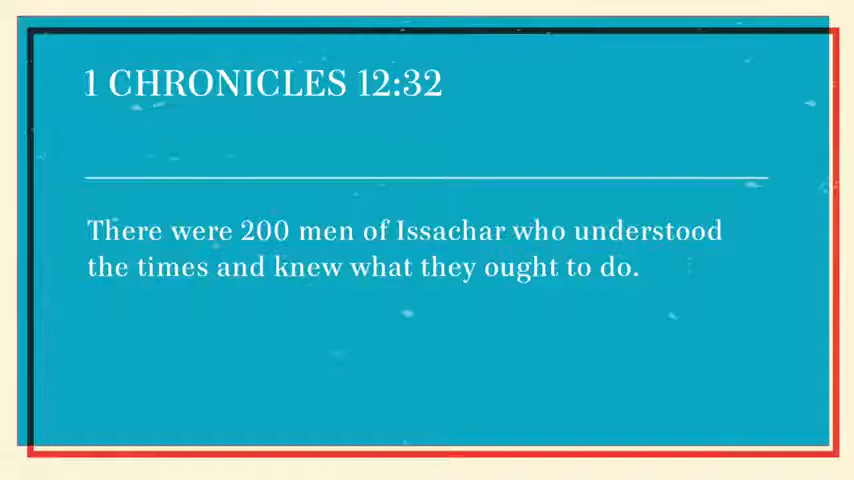 1 CHRONICLES 12:32
There were 200 men of Issachar who understood
the times and knew what they ought to do.